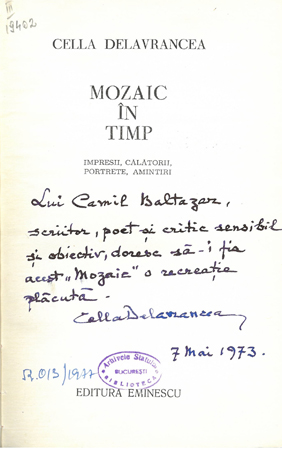 III
19402
CELLA DELAVRANCEA
MOZAIC
ÎN
TIMP
IMPRESII, CĂLĂTORII,
PORTRETE, AMINTIRI
Lui Camil Baltazar,
scriitor, poet și critic sensibil
și obiectiv, doresc să-i fie
acest „Mozaic" o recreație
plăcută.
Cella Delavrancea
7 Mai 1973.
R.013/1977
Arhivele Statului
BUCUREȘTI
BIBLIOTECA
EDITURA EMINESCU